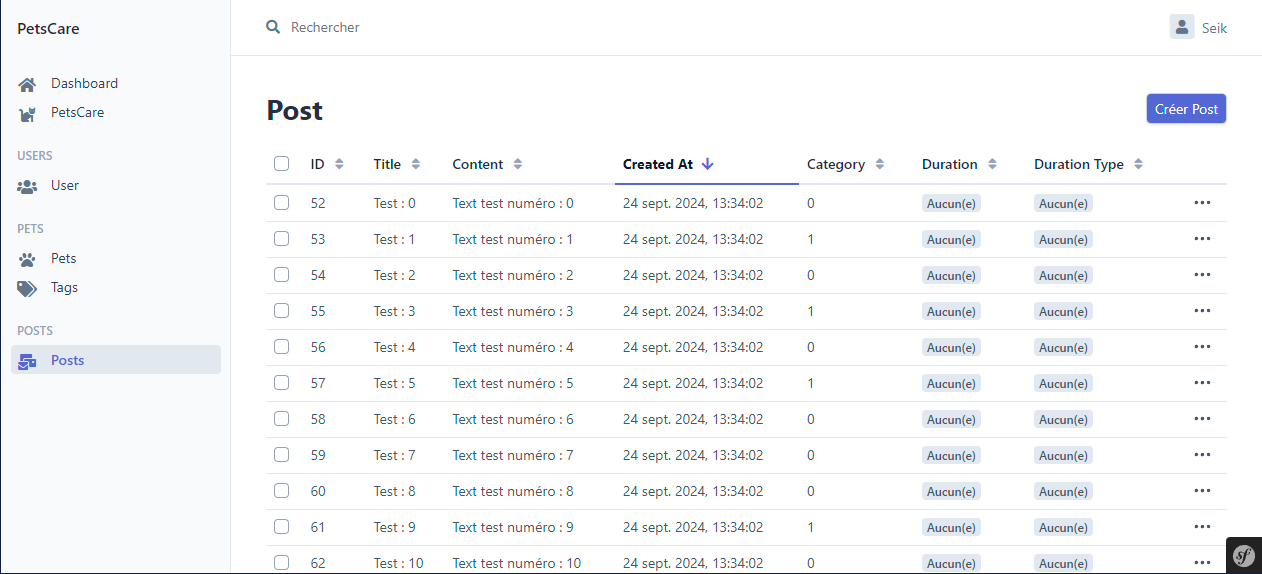 PetsCare
Rechercher
Seik
Dashboard
PetsCare
USERS
User
PETS
Pets
Tags
POSTS
Posts
Post
Créer Post
ID Title Content Created At Category Duration Duration Type
52 Test : 0 Text test numéro : 0 24 sept. 2024, 13:34:02 0 Aucun(e) Aucun(e) ...
53 Test : 1 Text test numéro : 1 24 sept. 2024, 13:34:02 1 Aucun(e) Aucun(e) ...
54 Test : 2 Text test numéro : 2 24 sept. 2024, 13:34:02 0 Aucun(e) Aucun(e) ...
55 Test : 3 Text test numéro : 3 24 sept. 2024, 13:34:02 1 Aucun(e) Aucun(e) ...
56 Test : 4 Text test numéro : 4 24 sept. 2024, 13:34:02 0 Aucun(e) Aucun(e) ...
57 Test : 5 Text test numéro : 5 24 sept. 2024, 13:34:02 1 Aucun(e) Aucun(e) ...
58 Test : 6 Text test numéro : 6 24 sept. 2024, 13:34:02 0 Aucun(e) Aucun(e) ...
59 Test : 7 Text test numéro : 7 24 sept. 2024, 13:34:02 0 Aucun(e) Aucun(e) ...
60 Test : 8 Text test numéro : 8 24 sept. 2024, 13:34:02 0 Aucun(e) Aucun(e) ...
61 Test : 9 Text test numéro : 9 24 sept. 2024, 13:34:02 1 Aucun(e) Aucun(e) ...
62 Test : 10 Text test numéro : 10 24 sept. 2024, 13:34:02 0 Aucun(e) Aucun(e) ...
sf